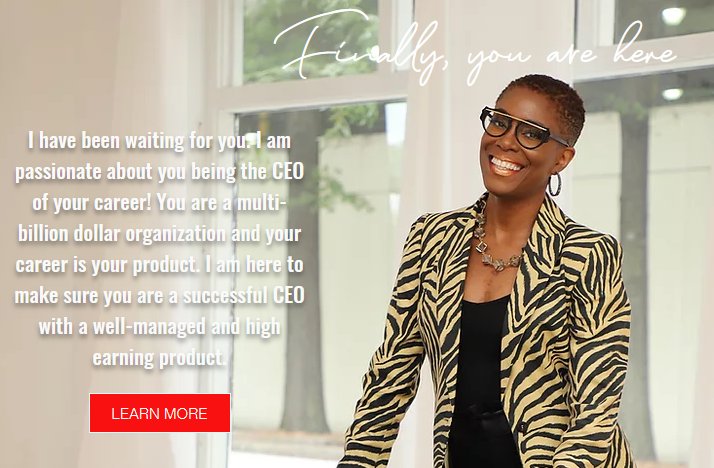 Finally, you are here
I have been waiting for you. I am
passionate about you being the CEO
of your career! You are a multi-
billion dollar organization and your
career is your product. I am here to
make sure you are a successful CEO
with a well-managed and high
earning product.
LEARN MORE